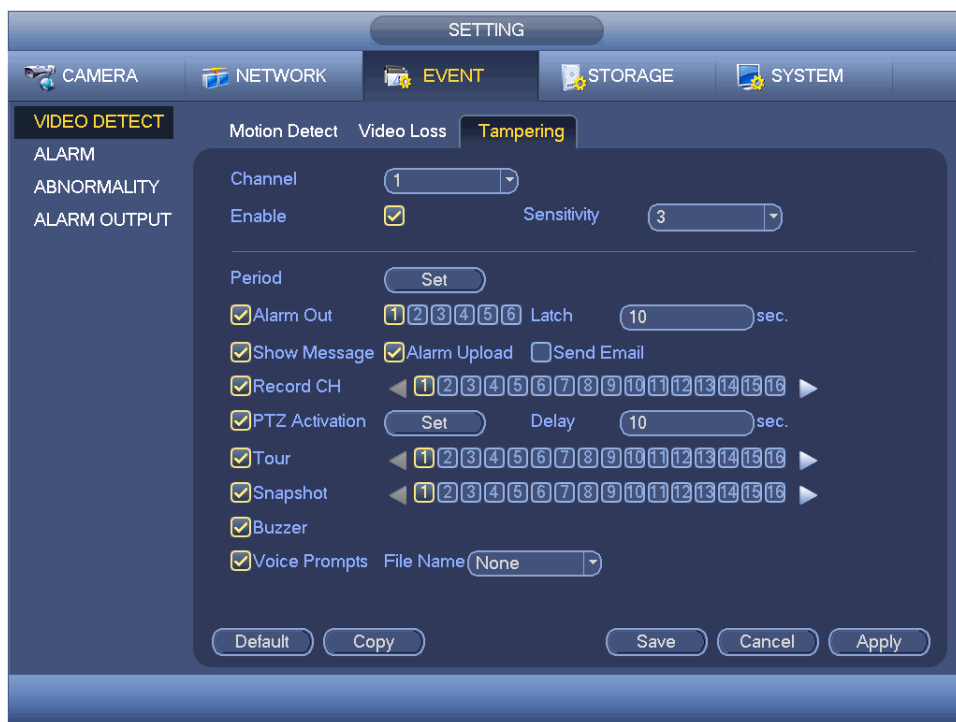 SETTING
CAMERA NETWORK EVENT STORAGE SYSTEM
VIDEO DETECT
ALARM
ABNORMALITY
ALARM OUTPUT
Motion Detect Video Loss Tampering
Channel 1
Enable Sensitivity 3
Period Set
Alarm Out 1 2 3 4 5 6 Latch 10 sec.
Show Message Alarm Upload Send Email
Record CH 1 2 3 4 5 6 7 8 9 10 11 12 13 14 15 16
PTZ Activation Set Delay 10 sec.
Tour 1 2 3 4 5 6 7 8 9 10 11 12 13 14 15 16
Snapshot 1 2 3 4 5 6 7 8 9 10 11 12 13 14 15 16
Buzzer
Voice Prompts File Name None
Default Copy Save Cancel Apply